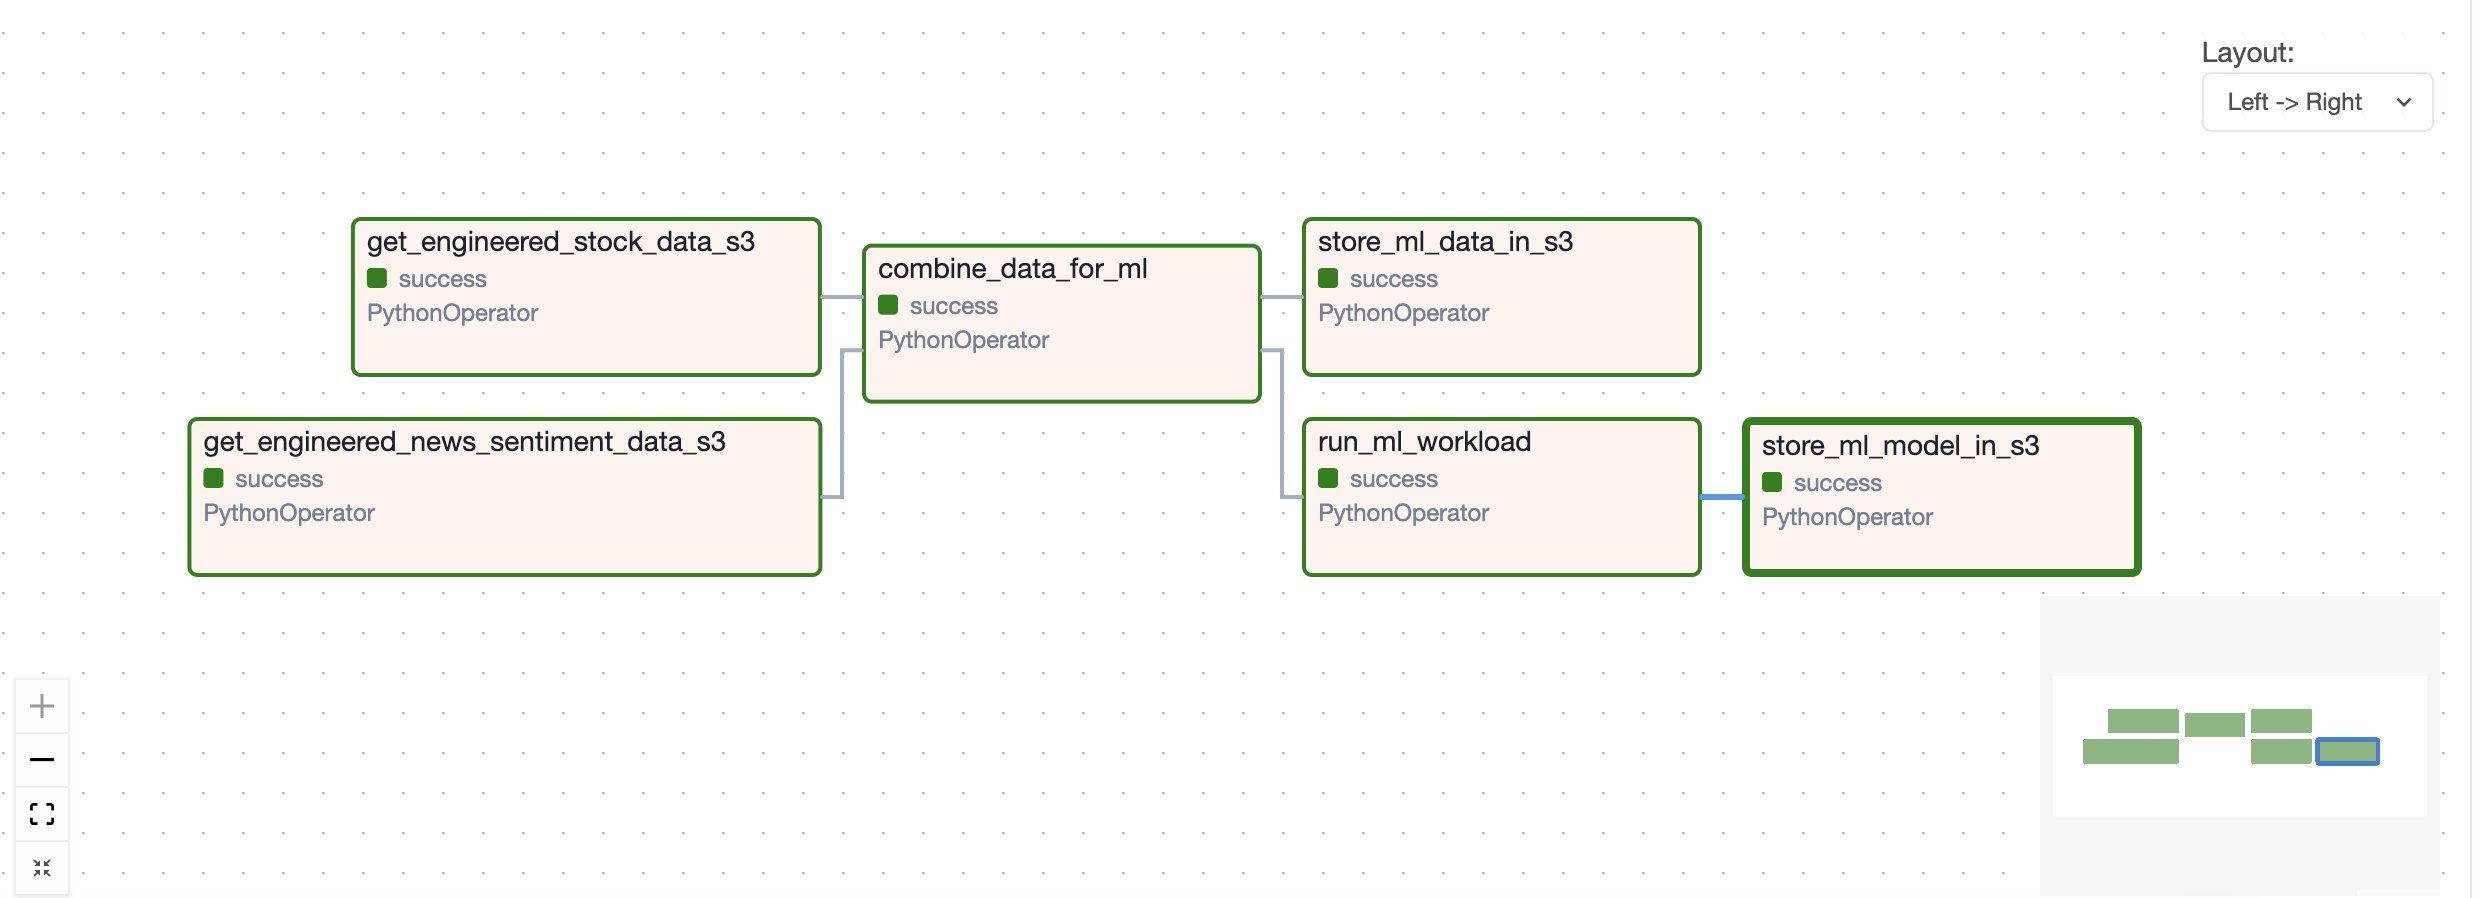 Layout:
Left -> Right
get_engineered_stock_data_s3
success
PythonOperator
get_engineered_news_sentiment_data_s3
success
PythonOperator
combine_data_for_ml
success
PythonOperator
store_ml_data_in_s3
success
PythonOperator
run_ml_workload
success
PythonOperator
store_ml_model_in_s3
success
PythonOperator